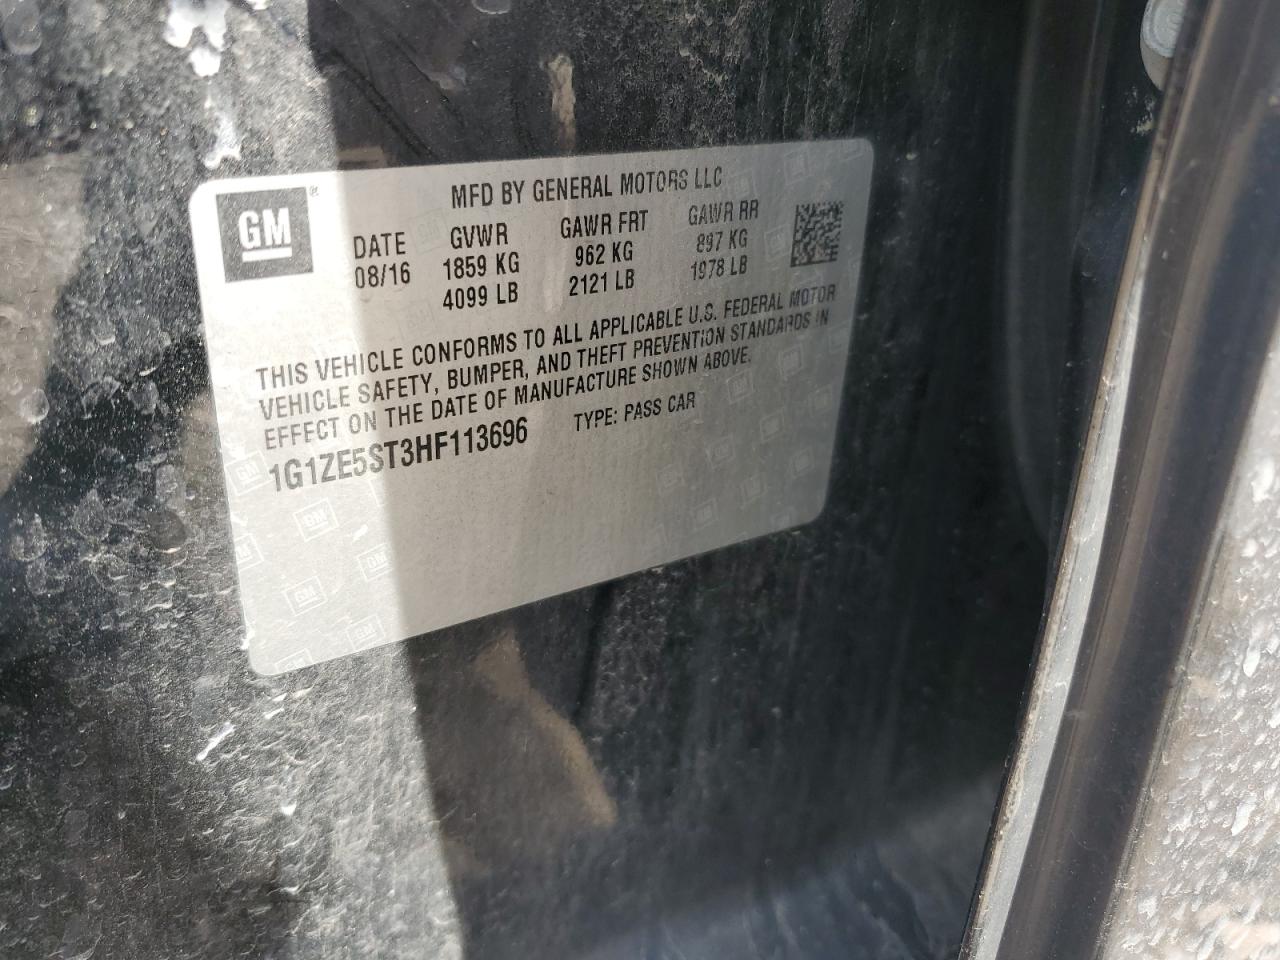 GM
®
MFD BY GENERAL MOTORS LLC
DATE GVWR GAWR FRT GAWR RR
08/16 1859 KG 962 KG 897 KG
4099 LB 2121 LB 1978 LB
THIS VEHICLE CONFORMS TO ALL APPLICABLE U.S. FEDERAL MOTOR
VEHICLE SAFETY, BUMPER, AND THEFT PREVENTION STANDARDS IN
EFFECT ON THE DATE OF MANUFACTURE SHOWN ABOVE.
1G1ZE5ST3HF113696 TYPE: PASS CAR